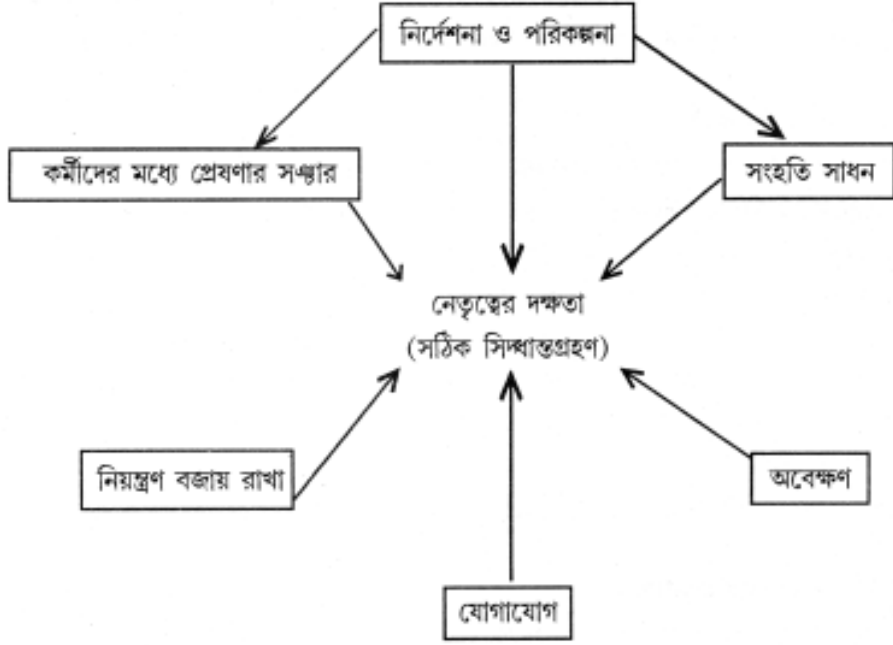 নির্দেশনা ও পরিকল্পনা
কর্মীদের মধ্যে প্রেষণার সঞ্চার
সংহতি সাধন
নেতৃত্বের দক্ষতা
(সঠিক সিদ্ধান্তগ্রহণ)
নিয়ন্ত্রণ বজায় রাখা
অবেক্ষণ
যোগাযোগ